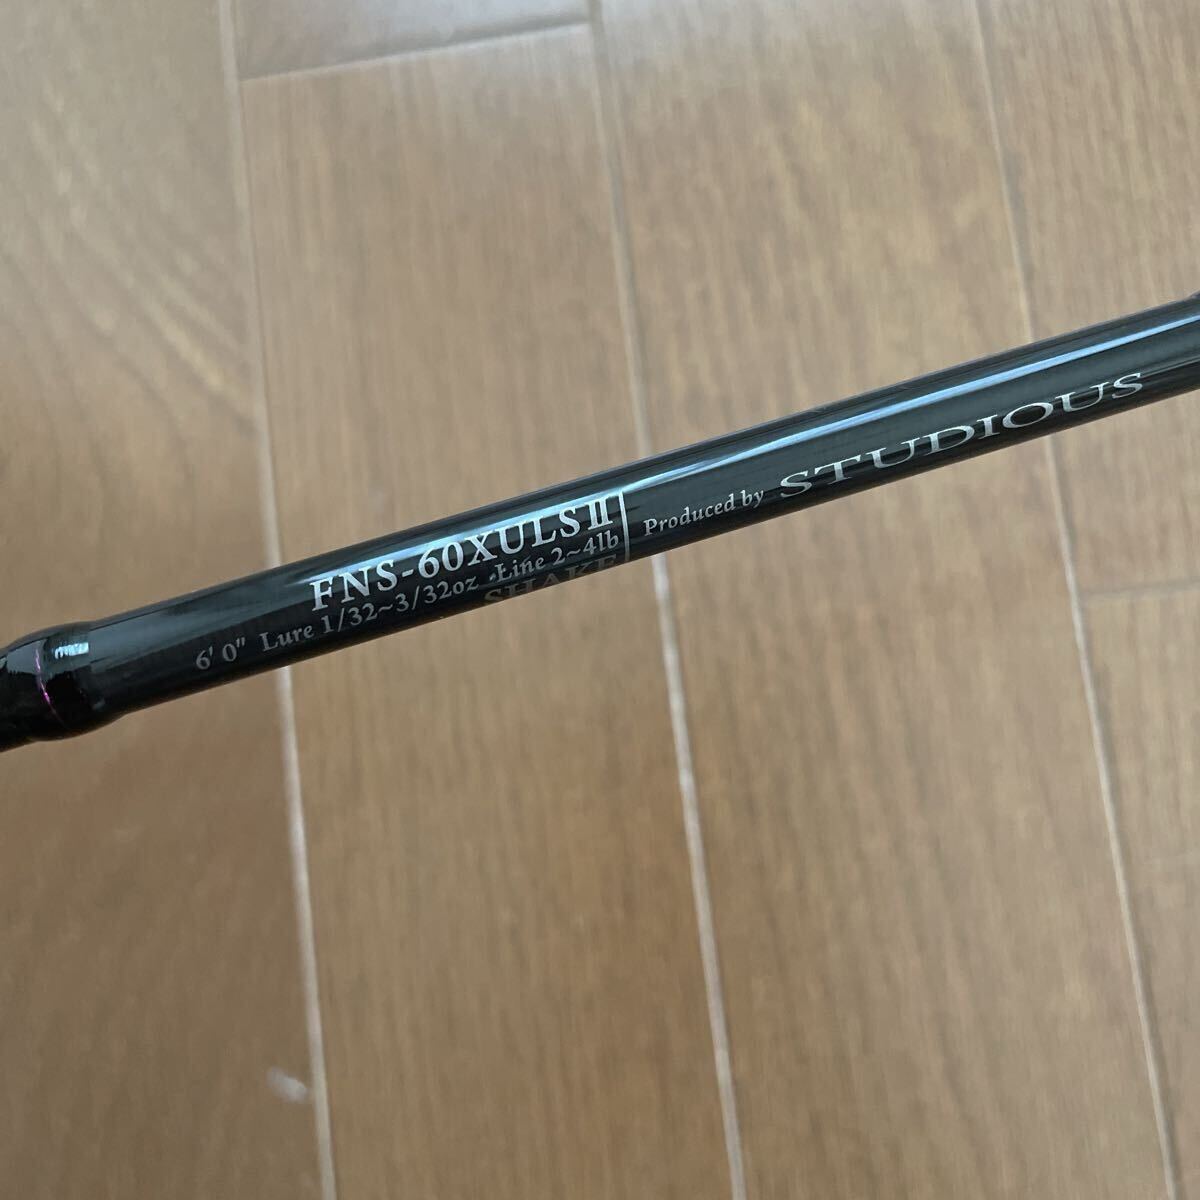 FNS-60XULSⅡ
6' 0" Lure 1/32~3/32oz ·Line 2~4lb
SHAKE
Produced by STUDIOUS